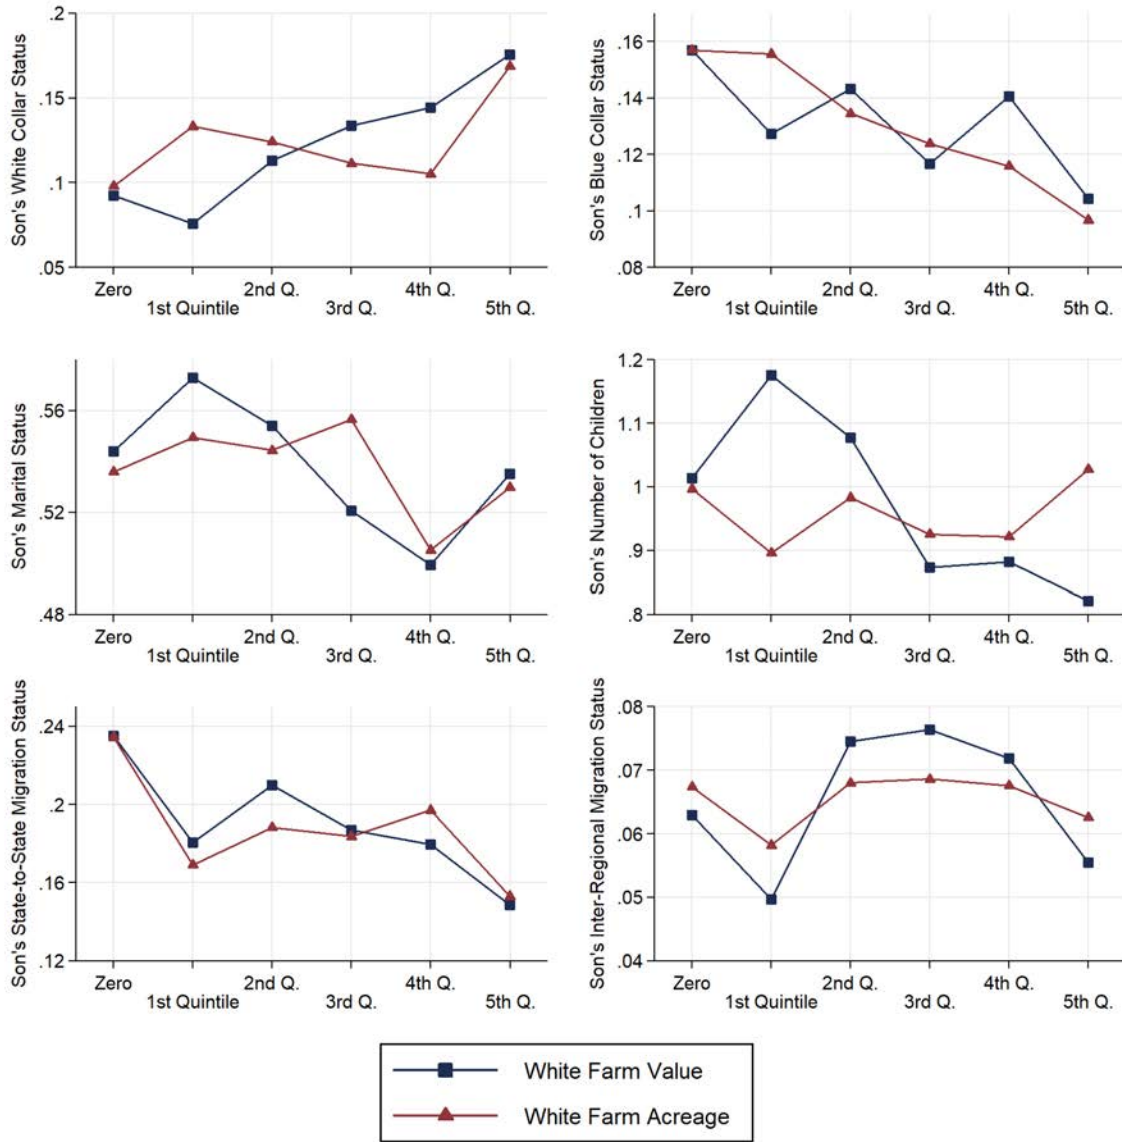 Son's White Collar Status
.2
.15
.1
.05
Zero
1st Quintile
2nd Q.
3rd Q.
4th Q.
5th Q.
Son's Blue Collar Status
.16
.14
.12
.1
.08
Zero
1st Quintile
2nd Q.
3rd Q.
4th Q.
5th Q.
Son's Marital Status
.56
.52
.48
Zero
1st Quintile
2nd Q.
3rd Q.
4th Q.
5th Q.
Son's Number of Children
1.2
1.1
1
.9
.8
Zero
1st Quintile
2nd Q.
3rd Q.
4th Q.
5th Q.
Son's State-to-State Migration Status
.24
.2
.16
.12
Zero
1st Quintile
2nd Q.
3rd Q.
4th Q.
5th Q.
Son's Inter-Regional Migration Status
.08
.07
.06
.05
.04
Zero
1st Quintile
2nd Q.
3rd Q.
4th Q.
5th Q.
White Farm Value
White Farm Acreage